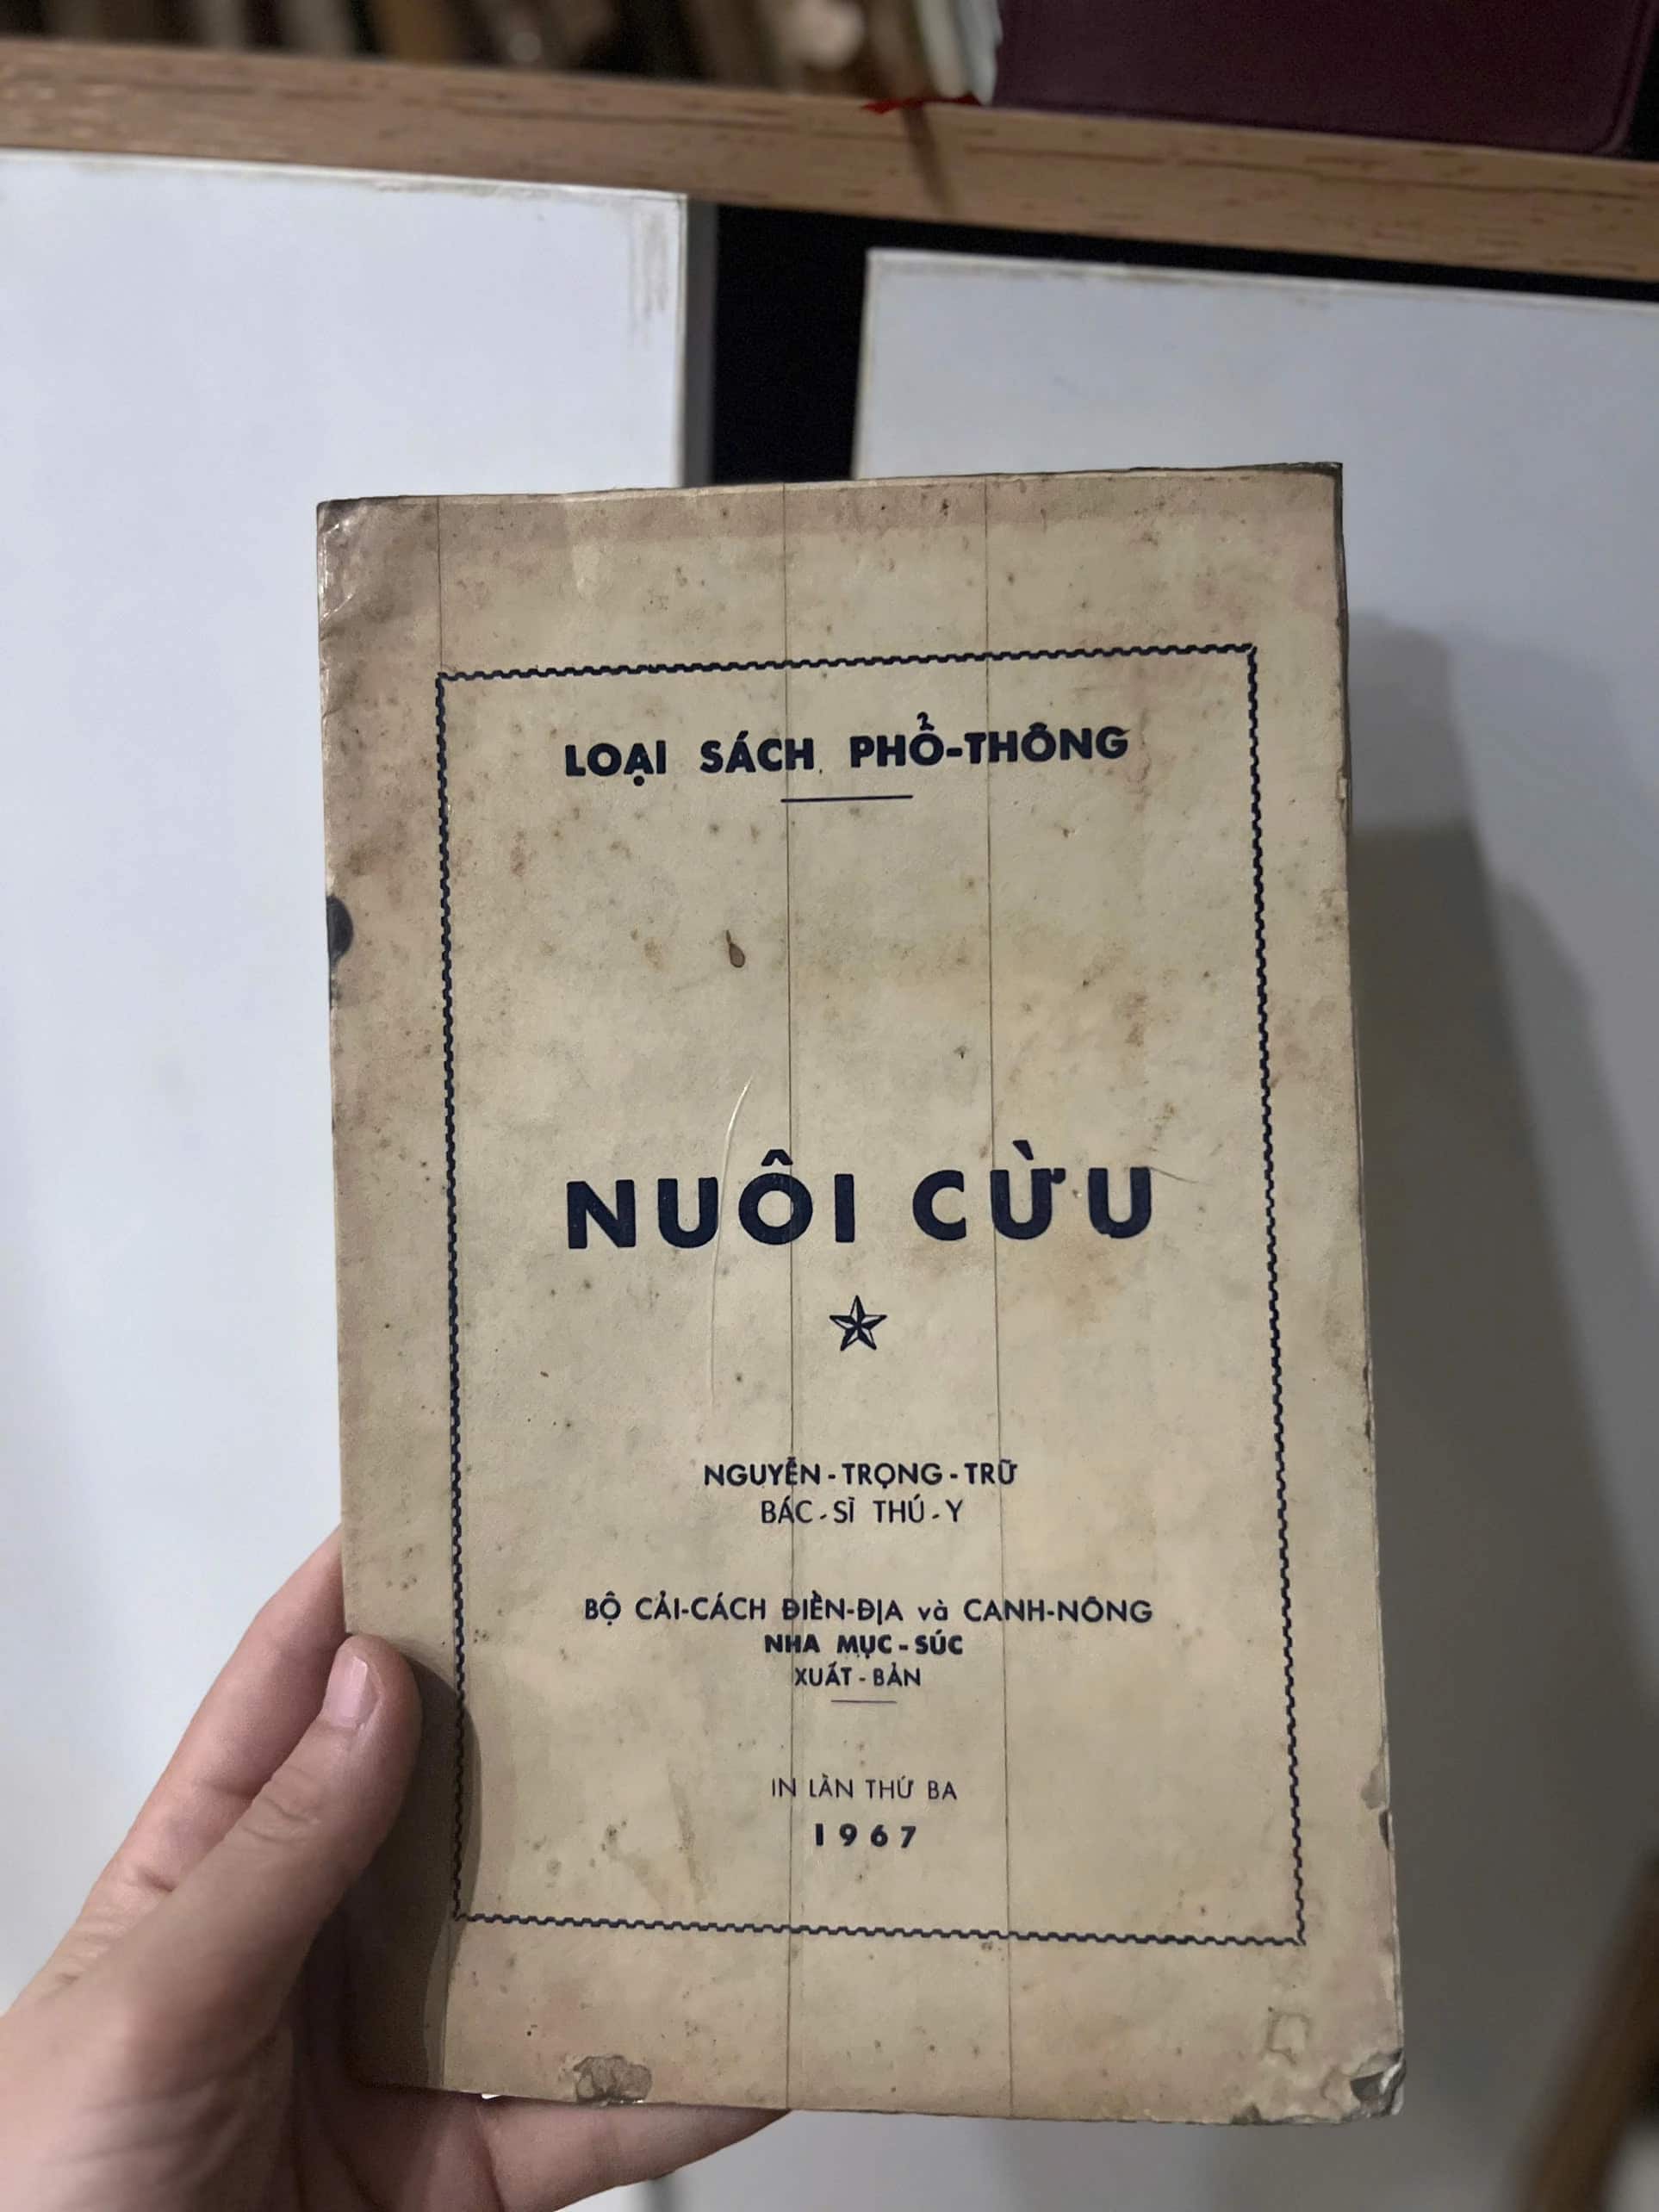 LOẠI SÁCH PHỔ-THÔNG
NUÔI CỪU
NGUYỄN-TRỌNG-TRỮ
BÁC-SĨ THÚ-Y
BỘ CẢI-CÁCH ĐIỀN-ĐỊA và CANH-NÔNG
NHA MỤC-SÚC
XUẤT-BẢN
IN LẦN THỨ BA
1967